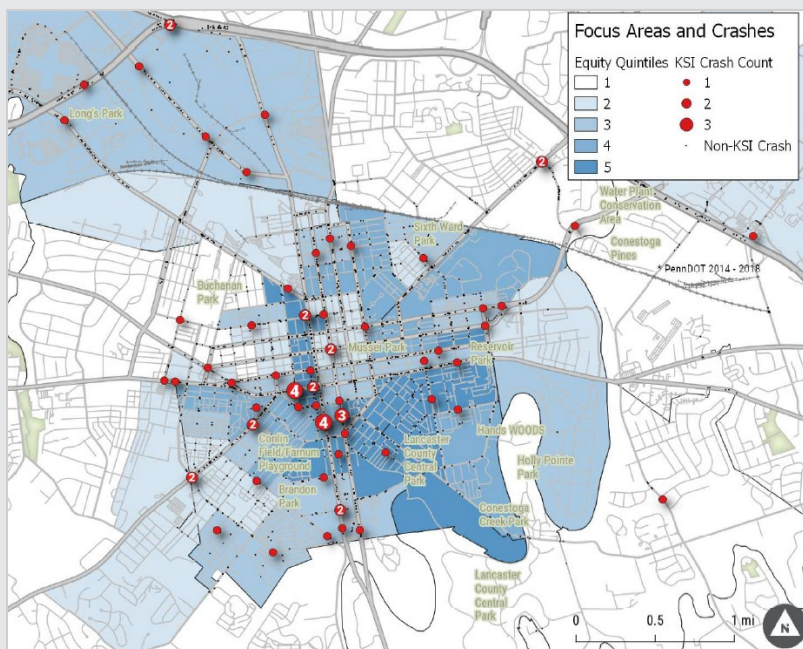 Focus Areas and Crashes
Equity Quintiles KSI Crash Count
1 1
2 2
3 3
4 Non-KSI Crash
5
2
Long's Park
2
Water Plant
Conservation
Area
Sixth Ward
Park
Conestoga
Pines
* PennDOT 2014 - 2018
Buchanan
Park
2
2
Musser Park
Reservoir
Park
4
2
3
4
2
Conlin
Field/Farnum
Playground
Lancaster
County
Central
Park
Hands WOODS
Holly Pointe
Park
2
Brandon
Park
2
Conestoga
Creek Park
Lancaster
County
Central
Park
0 0.5 1 mi
N